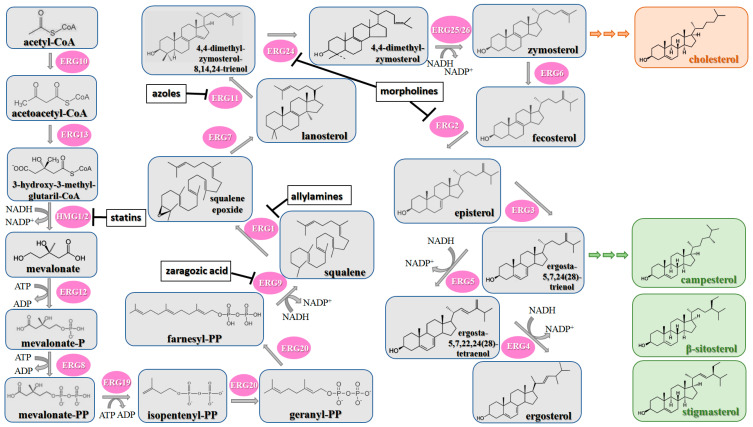 acetyl-CoA
ERG10
acetoacetyl-CoA
ERG13
3-hydroxy-3-methyl-
glutaril-CoA
NADH
NADP⁺
HMG1/2
statins
mevalonate
ATP
ADP
ERG12
mevalonate-P
ATP
ADP
ERG8
mevalonate-PP
ERG19
ATP ADP
isopentenyl-PP
ERG20
geranyl-PP
ERG20
farnesyl-PP
zaragozic acid
ERG9
NADP⁺
NADH
squalene
allylamines
ERG1
squalene
epoxide
ERG7
lanosterol
azoles
ERG11
4,4-dimethyl-
zymosterol-
8,14,24-trienol
ERG24
morpholines
4,4-dimethyl-
zymosterol
ERG25/26
NADH
NADP⁺
zymosterol
cholesterol
ERG6
fecosterol
ERG2
episterol
ERG3
ergosta-
5,7,24(28)-
trienol
NADH
NADP⁺
ERG5
ergosta-
5,7,22,24(28)-
tetraenol
NADH
NADP⁺
ERG4
ergosterol
campesterol
β-sitosterol
stigmasterol